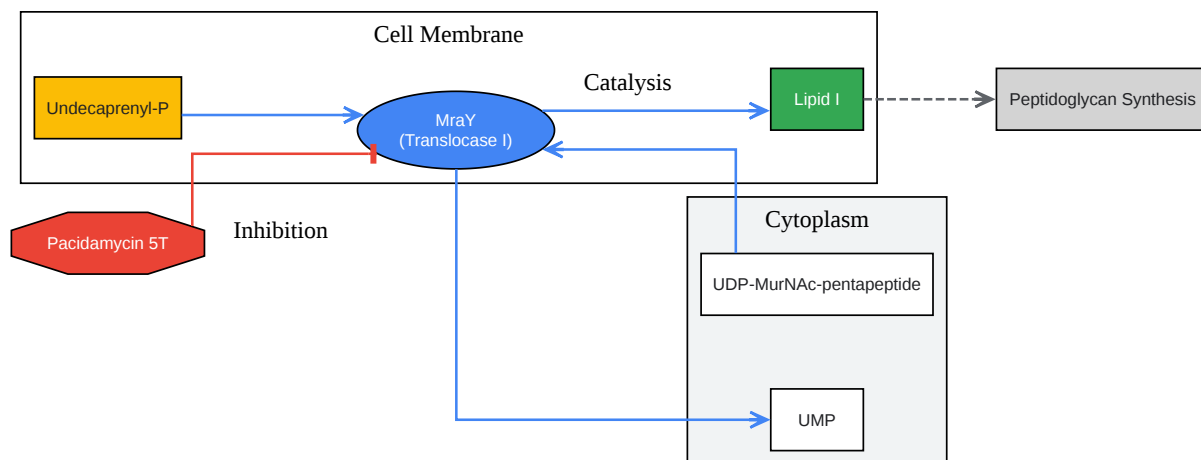 Cell Membrane
Undecaprenyl-P
MraY
(Translocase I)
Catalysis
Lipid I
Peptidoglycan Synthesis
Pacidamycin 5T
Inhibition
Cytoplasm
UDP-MurNAc-pentapeptide
UMP